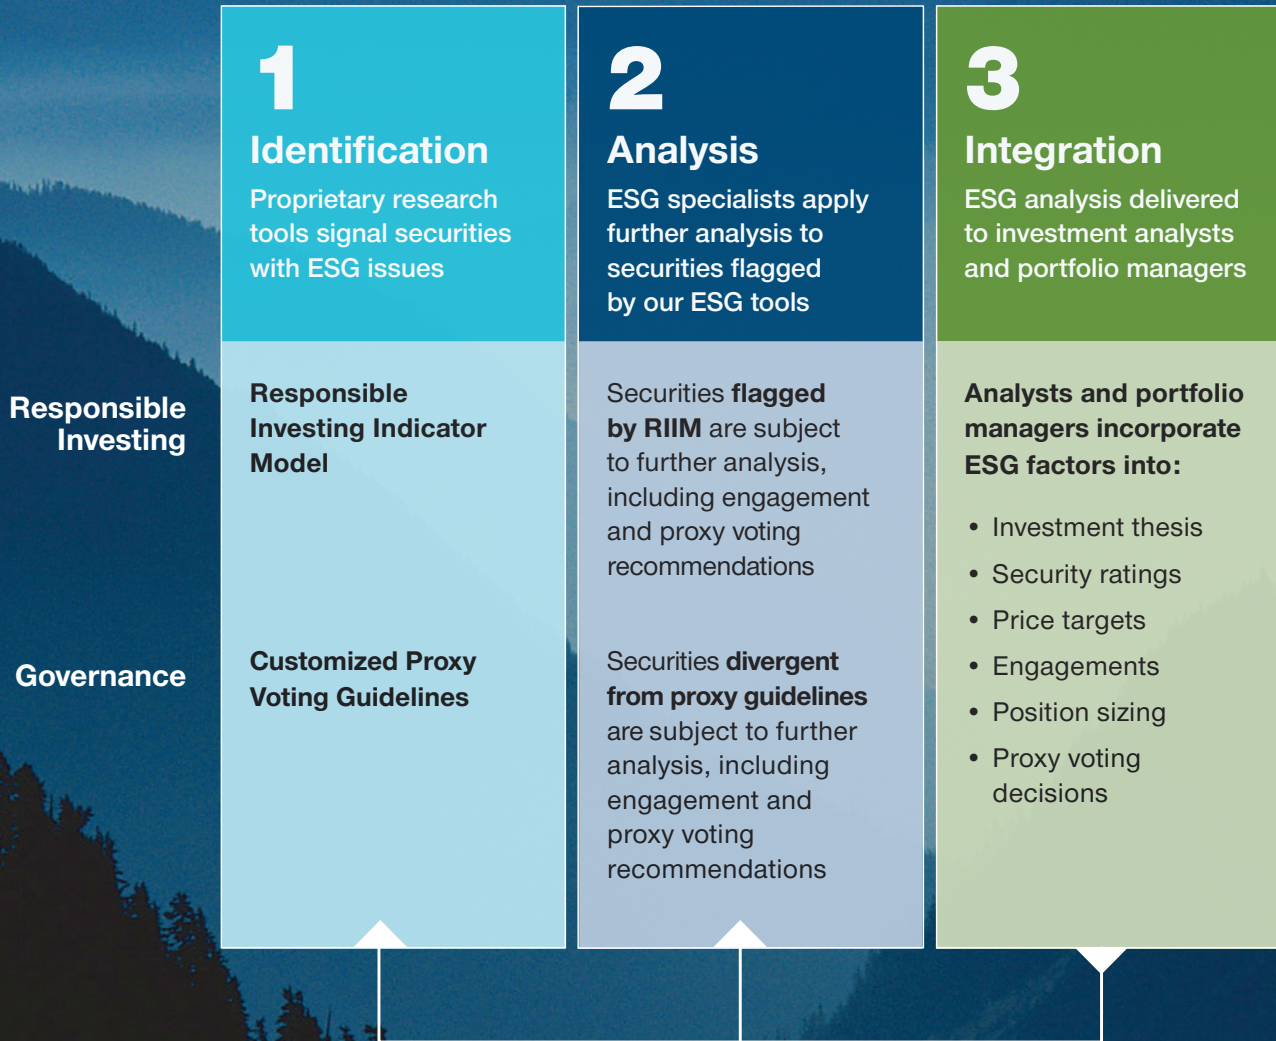 1
Identification
Proprietary research
tools signal securities
with ESG issues
2
Analysis
ESG specialists apply
further analysis to
securities flagged
by our ESG tools
3
Integration
ESG analysis delivered
to investment analysts
and portfolio managers
Responsible
Investing
Responsible
Investing Indicator
Model
Securities flagged
by RIIM are subject
to further analysis,
including engagement
and proxy voting
recommendations
Governance
Customized Proxy
Voting Guidelines
Securities divergent
from proxy guidelines
are subject to further
analysis, including
engagement and
proxy voting
recommendations
Analysts and portfolio
managers incorporate
ESG factors into:
• Investment thesis
• Security ratings
• Price targets
• Engagements
• Position sizing
• Proxy voting
decisions